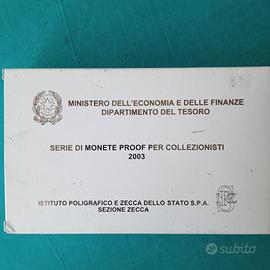 MINISTERO DELL'ECONOMIA E DELLE FINANZE
DIPARTIMENTO DEL TESORO
SERIE DI MONETE PROOF PER COLLEZIONISTI
2003
ISTITUTO POLIGRAFICO E ZECCA DELLO STATO S.P.A.
SEZIONE ZECCA
subito